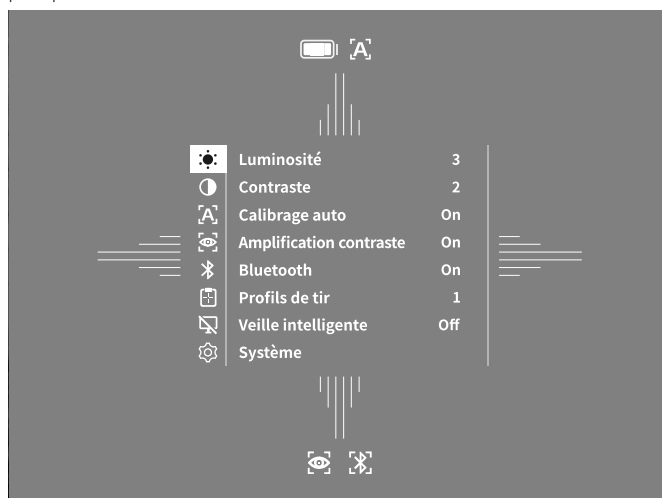 Luminosité 3
Contraste 2
Calibrage auto On
Amplification contraste On
Bluetooth On
Profils de tir 1
Veille intelligente Off
Système